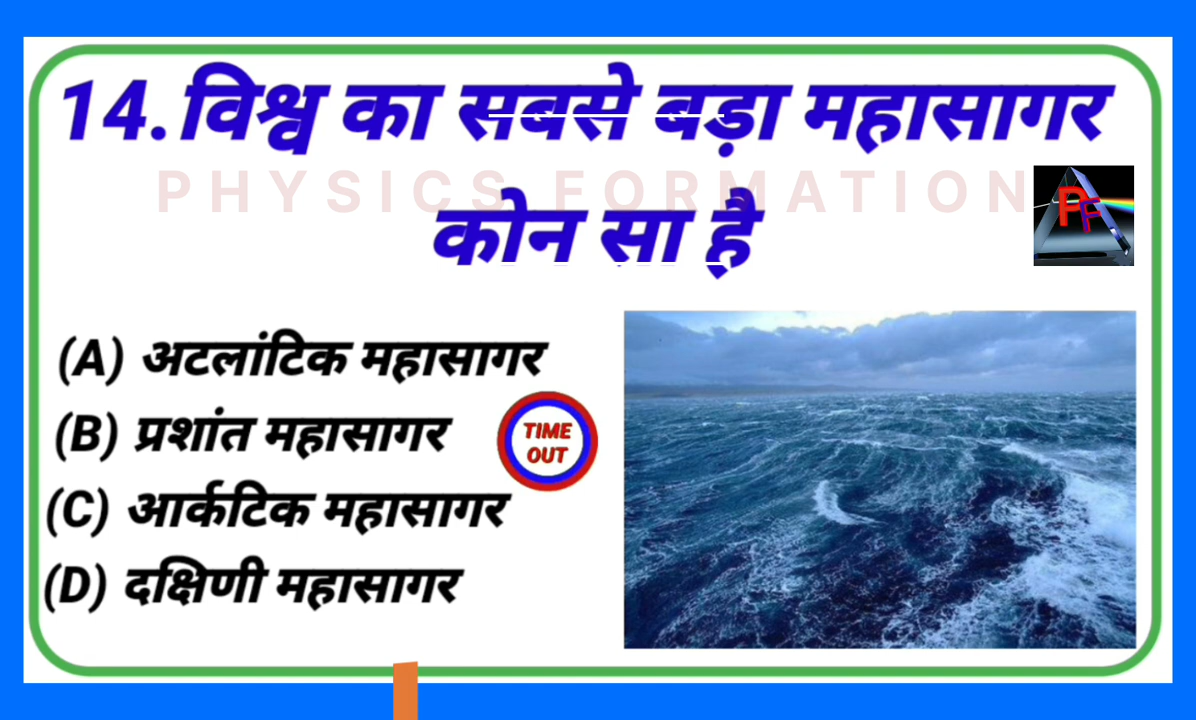 14. विश्व का सबसे बड़ा महासागर
PHYSICS FORMATION
कोन सा है
PF
(A) अटलांटिक महासागर
(B) प्रशांत महासागर
TIME
OUT
(C) आर्कटिक महासागर
(D) दक्षिणी महासागर